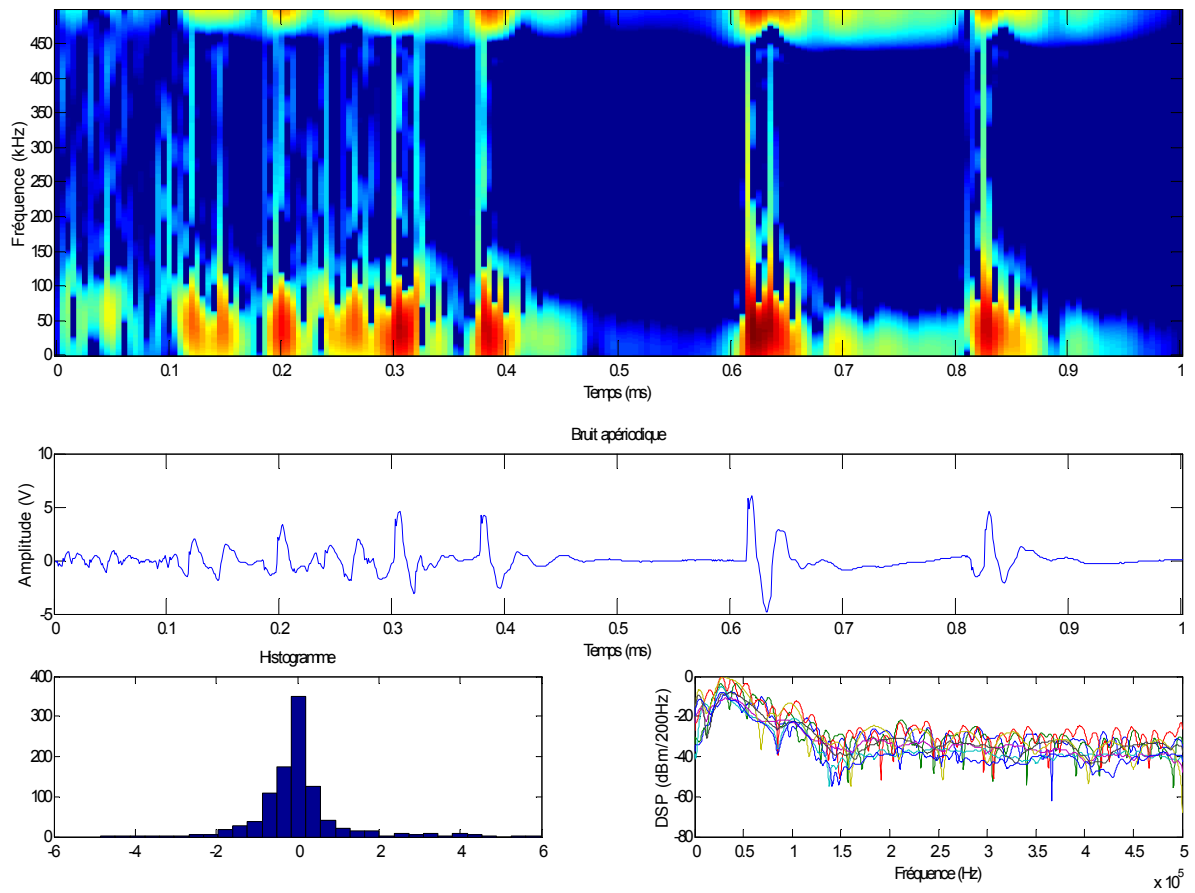 Fréquence (kHz)
450
400
350
300
250
200
150
100
50
0
0 0.1 0.2 0.3 0.4 0.5 0.6 0.7 0.8 0.9 1
Temps (ms)
Bruit apériodique
Amplitude (V)
10
5
0
-5
0 0.1 0.2 0.3 0.4 0.5 0.6 0.7 0.8 0.9 1
Temps (ms)
Histogramme
400
300
200
100
0
-6 -4 -2 0 2 4 6
DSP (dBm/200Hz)
0
-20
-40
-60
-80
0 0.5 1 1.5 2 2.5 3 3.5 4 4.5 5
Fréquence (Hz)
x 10⁵